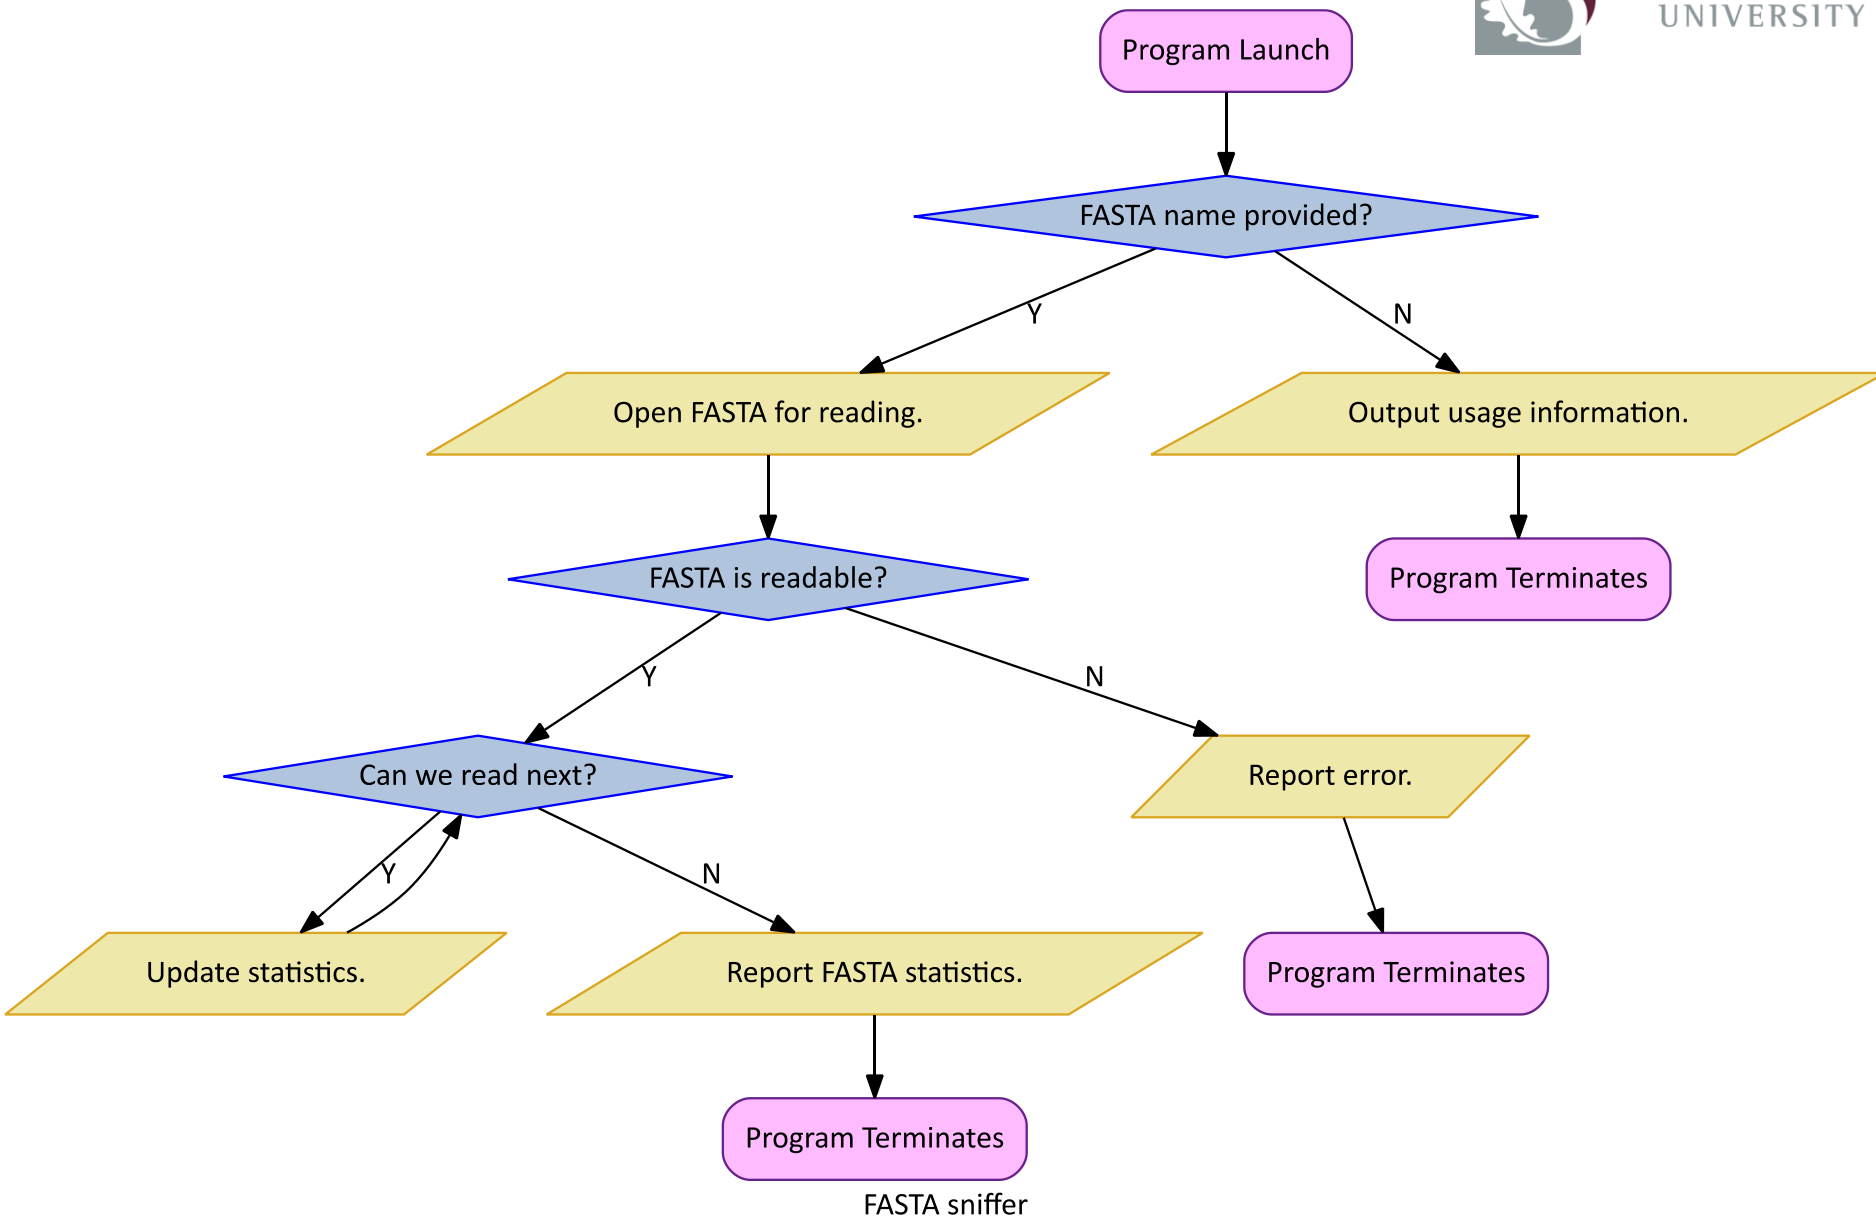 UNIVERSITY
Program Launch
FASTA name provided?
Y
N
Open FASTA for reading.
Output usage information.
FASTA is readable?
Program Terminates
Y
N
Can we read next?
Report error.
Y
N
Update statistics.
Report FASTA statistics.
Program Terminates
Program Terminates
FASTA sniffer